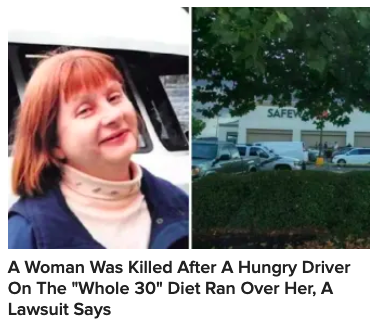 SAFEW
A Woman Was Killed After A Hungry Driver
On The "Whole 30" Diet Ran Over Her, A
Lawsuit Says